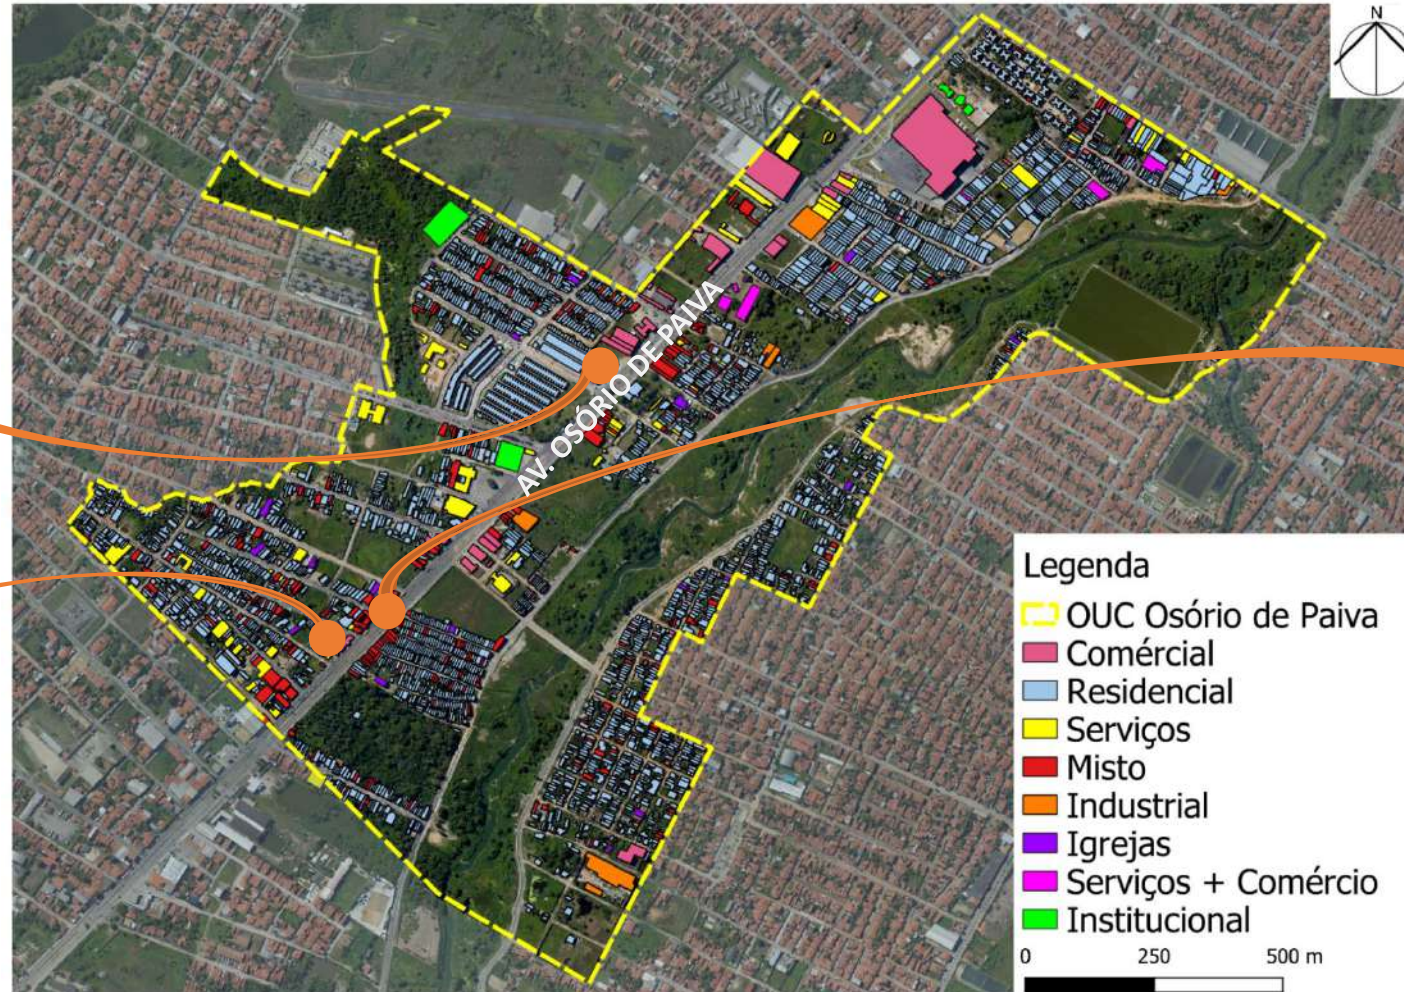 N
AV. OSÓRIO DE PAIVA
Legenda
OUC Osório de Paiva
Comércial
Residencial
Serviços
Misto
Industrial
Igrejas
Serviços + Comércio
Institucional
0 250 500 m